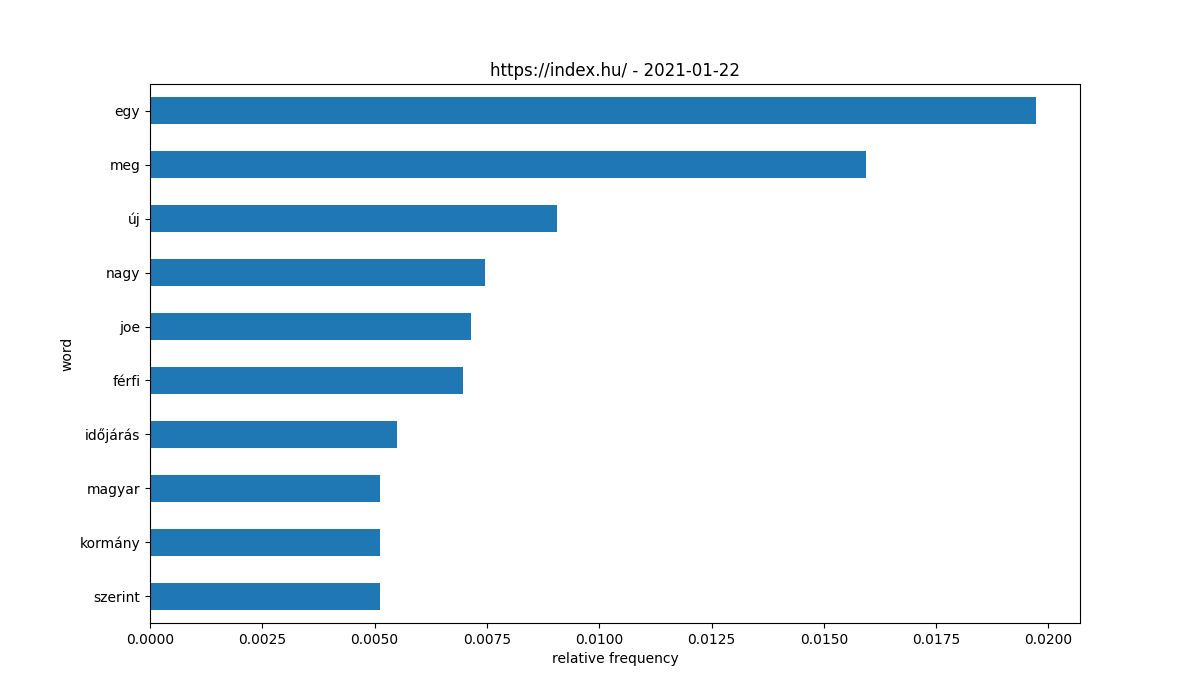 https://index.hu/ - 2021-01-22
egy
meg
új
nagy
joe
férfi
időjárás
magyar
kormány
szerint
word
0.0000 0.0025 0.0050 0.0075 0.0100 0.0125 0.0150 0.0175 0.0200
relative frequency